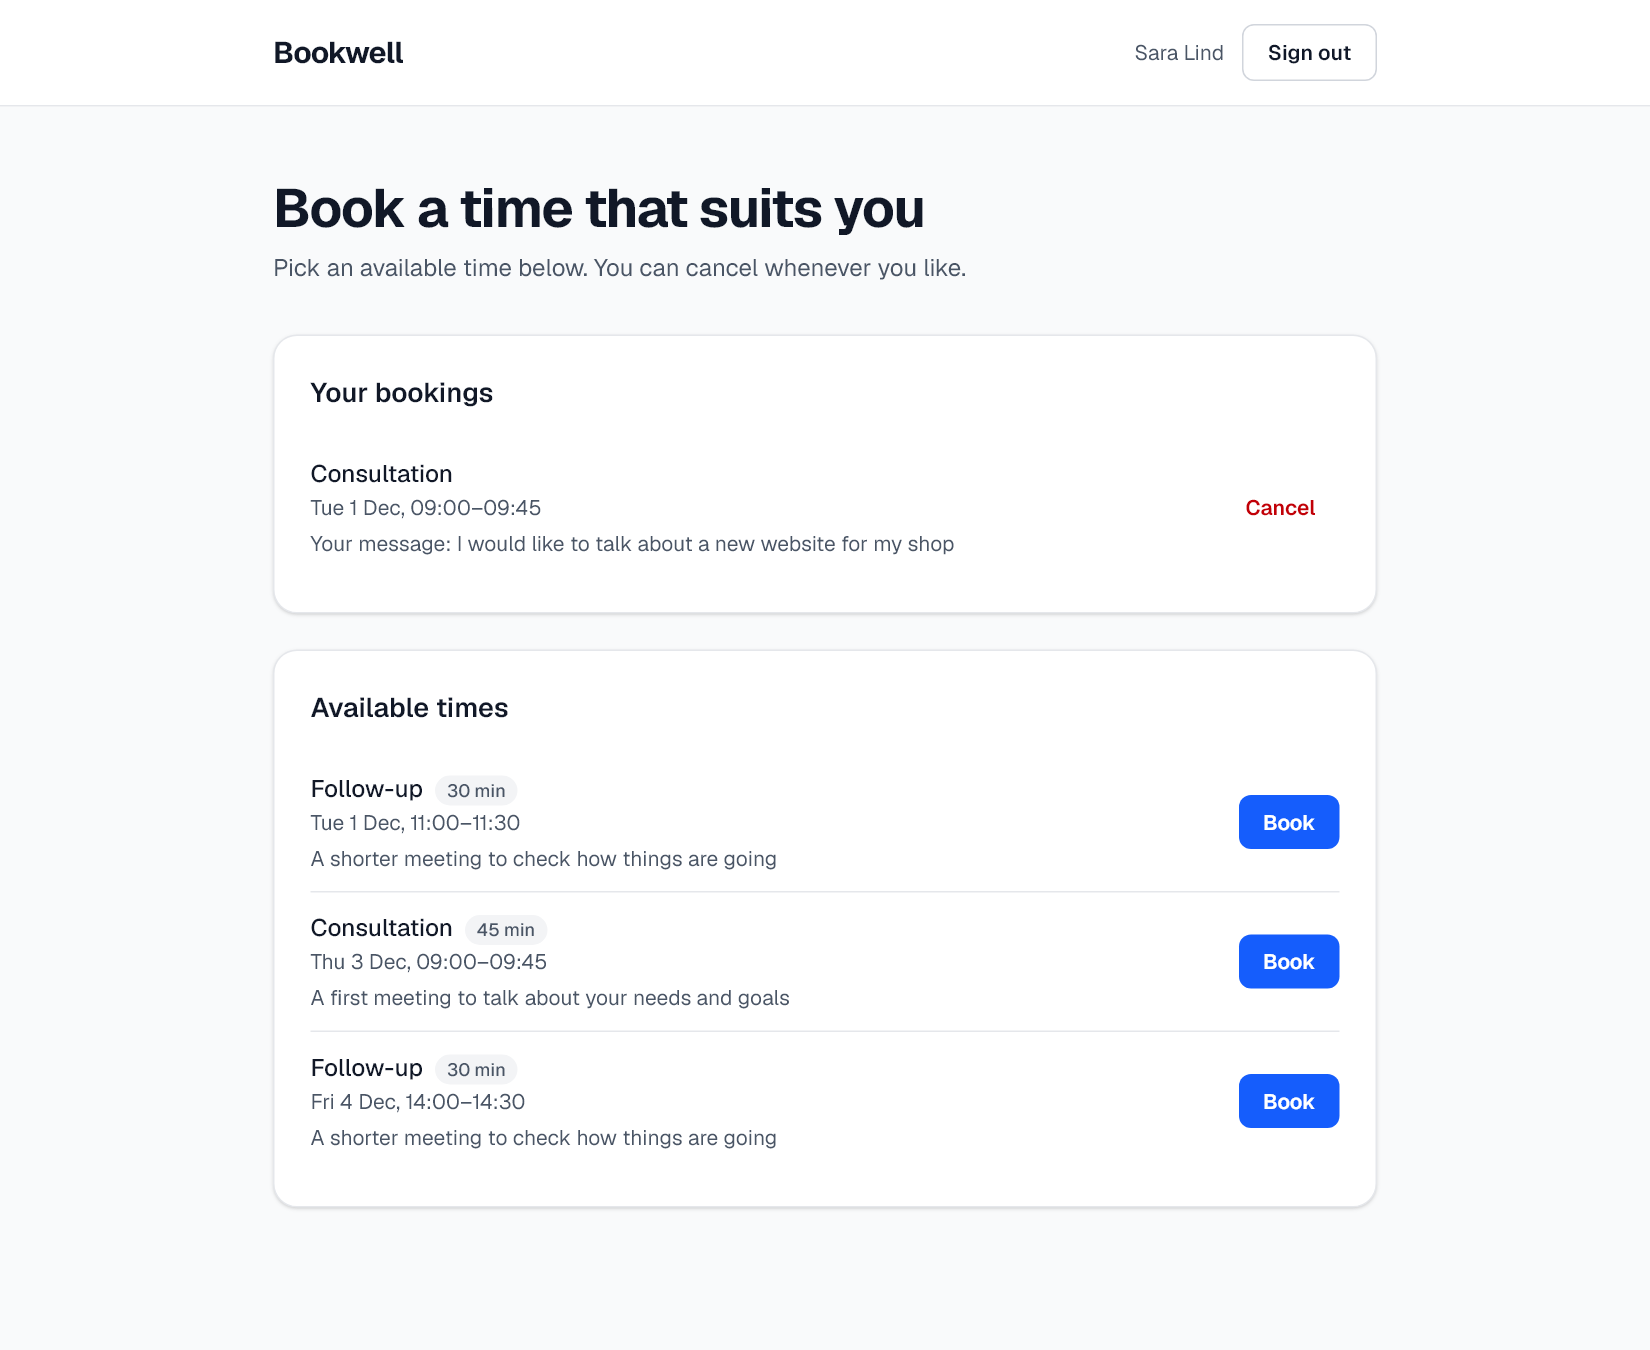 Bookwell
Sara Lind
Sign out
Book a time that suits you
Pick an available time below. You can cancel whenever you like.
Your bookings
Consultation
Tue 1 Dec, 09:00–09:45
Your message: I would like to talk about a new website for my shop
Cancel
Available times
Follow-up 30 min
Tue 1 Dec, 11:00–11:30
A shorter meeting to check how things are going
Book
Consultation 45 min
Thu 3 Dec, 09:00–09:45
A first meeting to talk about your needs and goals
Book
Follow-up 30 min
Fri 4 Dec, 14:00–14:30
A shorter meeting to check how things are going
Book